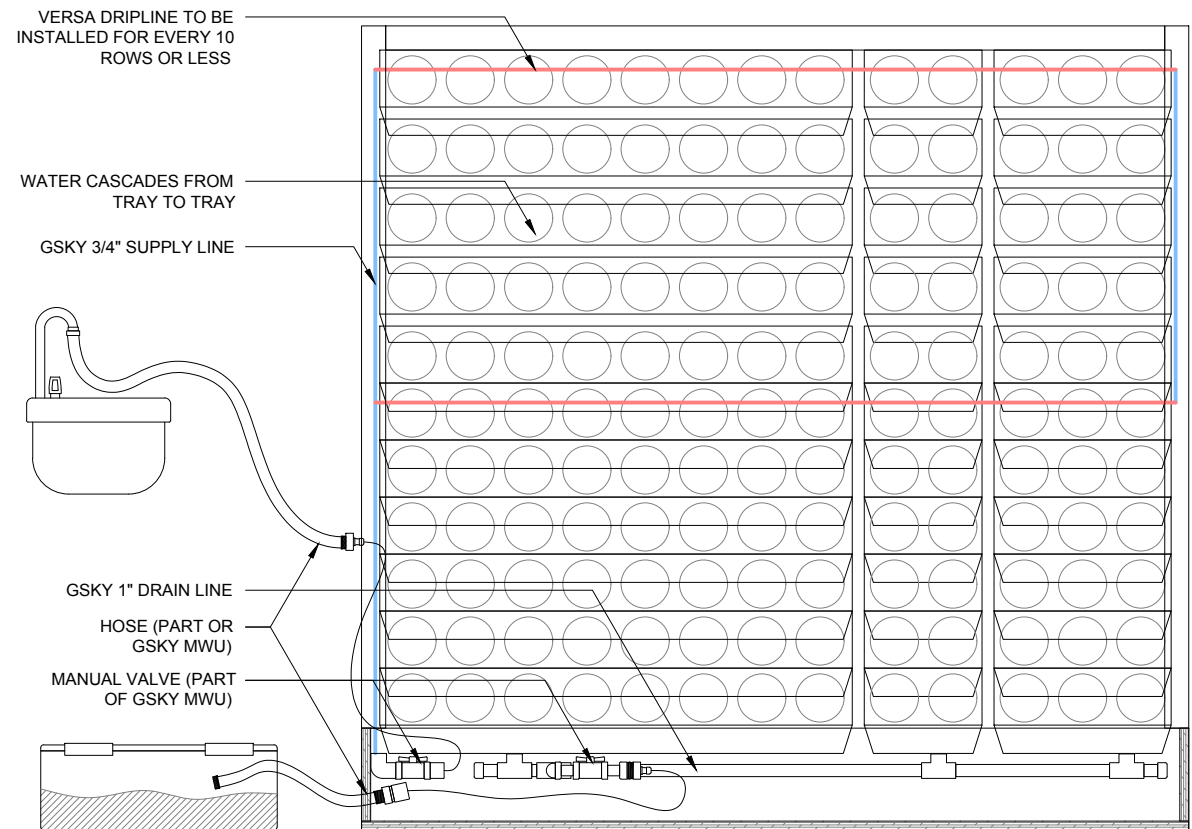 VERSA DRIPLINE TO BE
INSTALLED FOR EVERY 10
ROWS OR LESS
WATER CASCADES FROM
TRAY TO TRAY
GSKY 3/4" SUPPLY LINE
GSKY 1" DRAIN LINE
HOSE (PART OR
GSKY MWU)
MANUAL VALVE (PART
OF GSKY MWU)